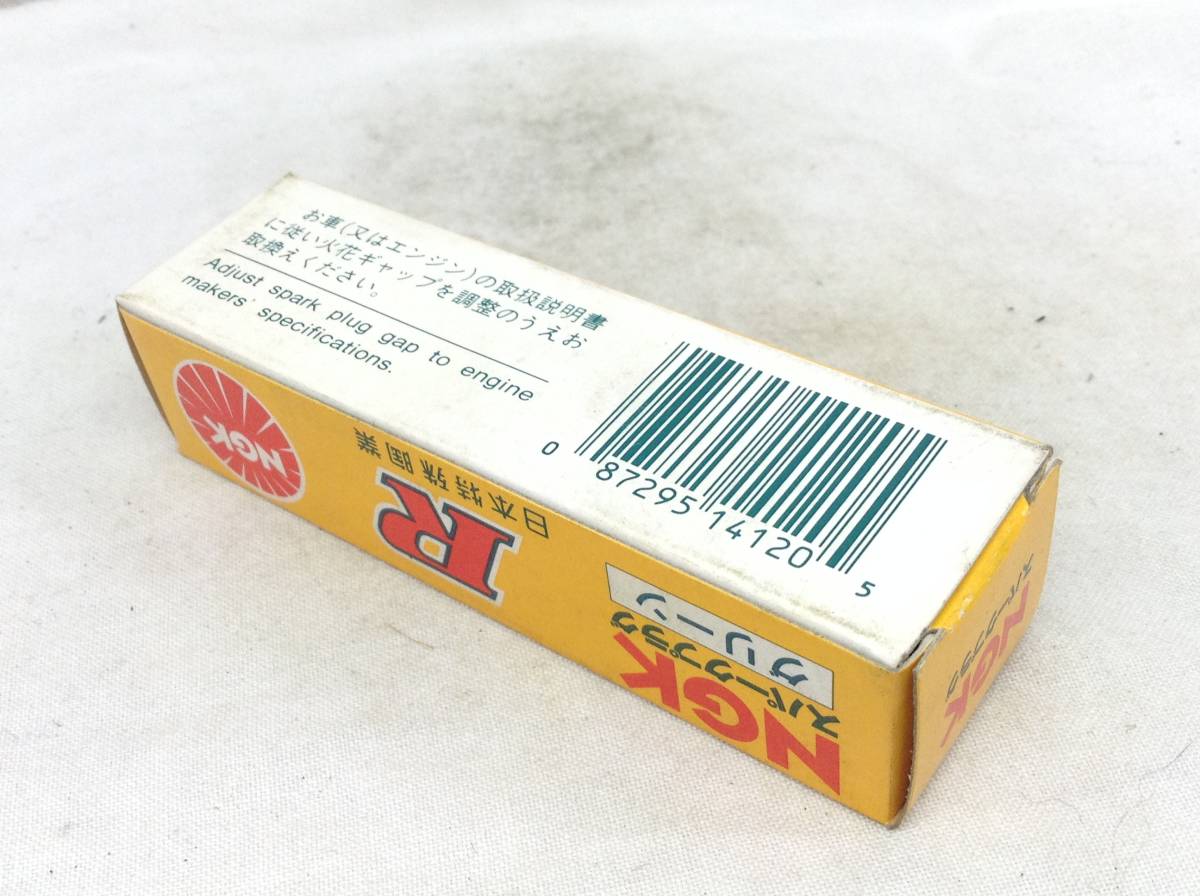 お車(又はエンジン)の取扱説明書
に従い火花ギャップを調整のうえお
取換えください。
Adjust spark plug gap to engine
makers' specifications.
0 87295 14120 5
NGK
スパークプラグ
グリーン
R
日本特殊陶業
NGK
NGK
スパークプラグ